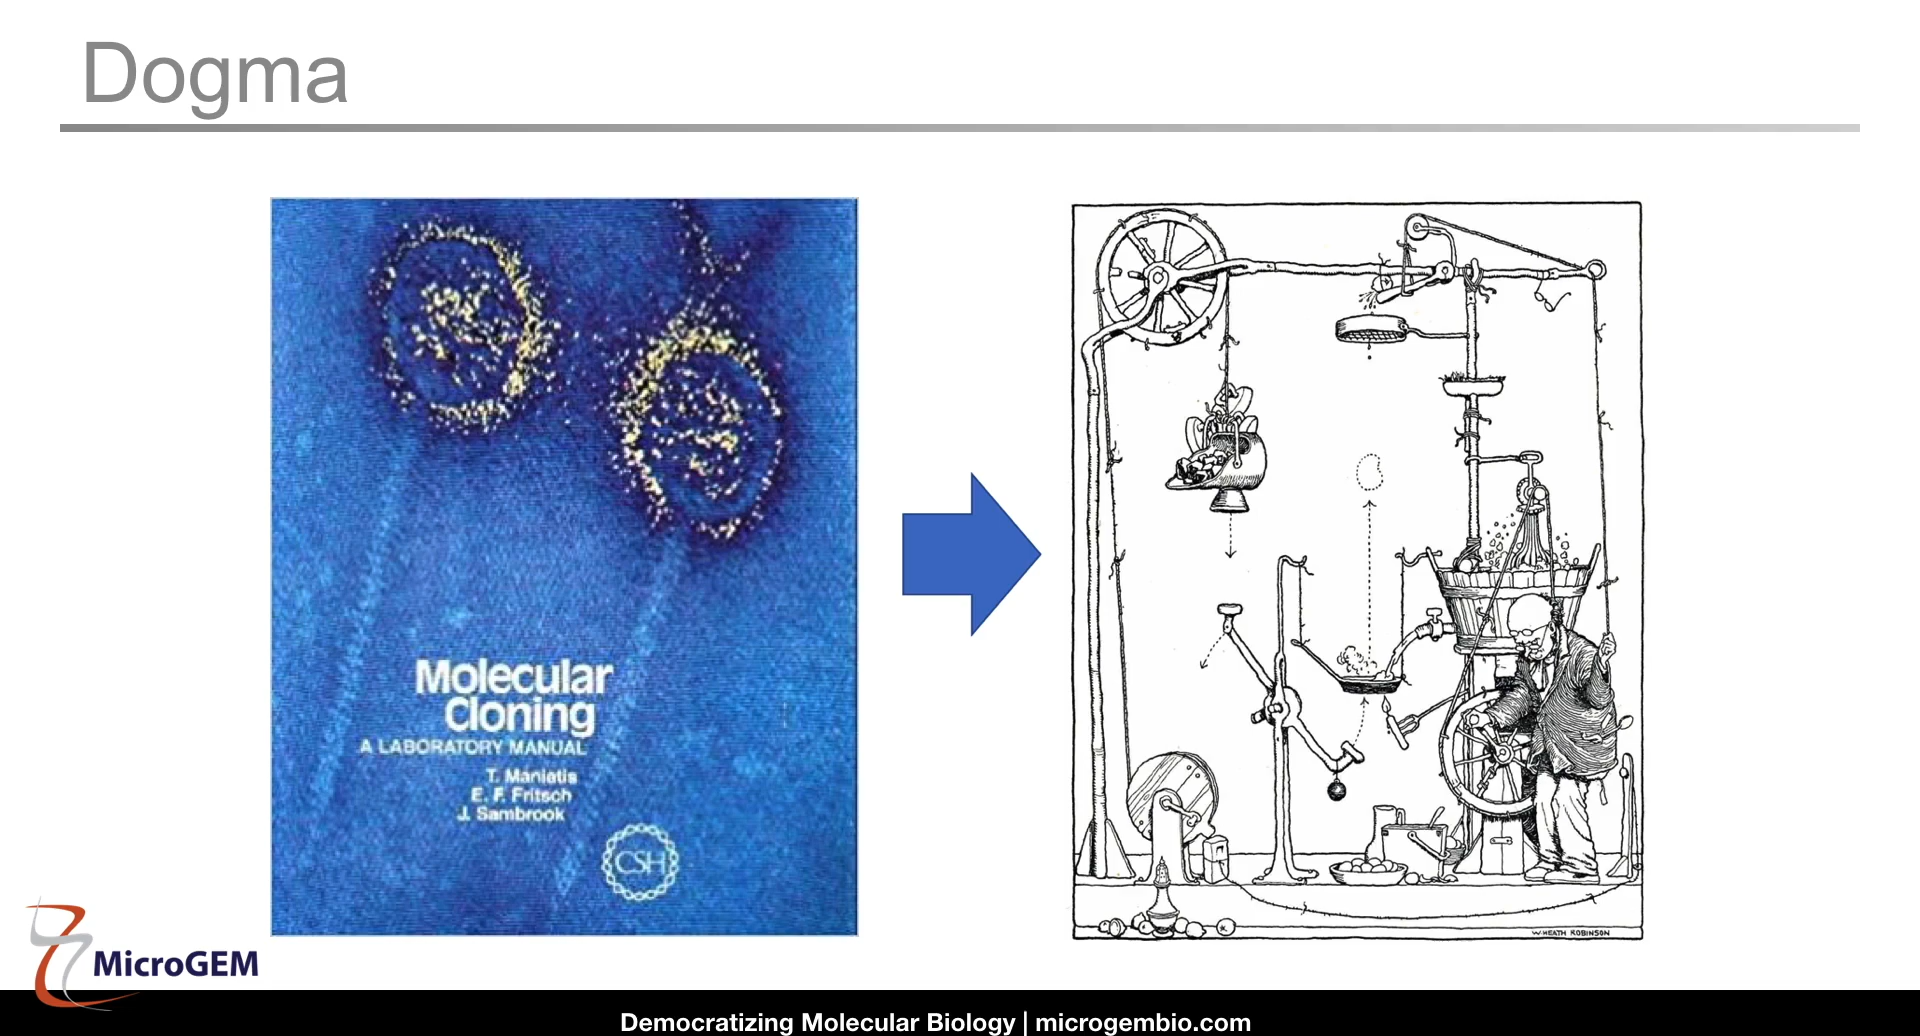 Dogma
Molecular
Cloning
A LABORATORY MANUAL
T. Maniatis
E. F. Fritsch
J. Sambrook
CSH
W. HEATH ROBINSON
MicroGEM
Democratizing Molecular Biology | microgembio.com